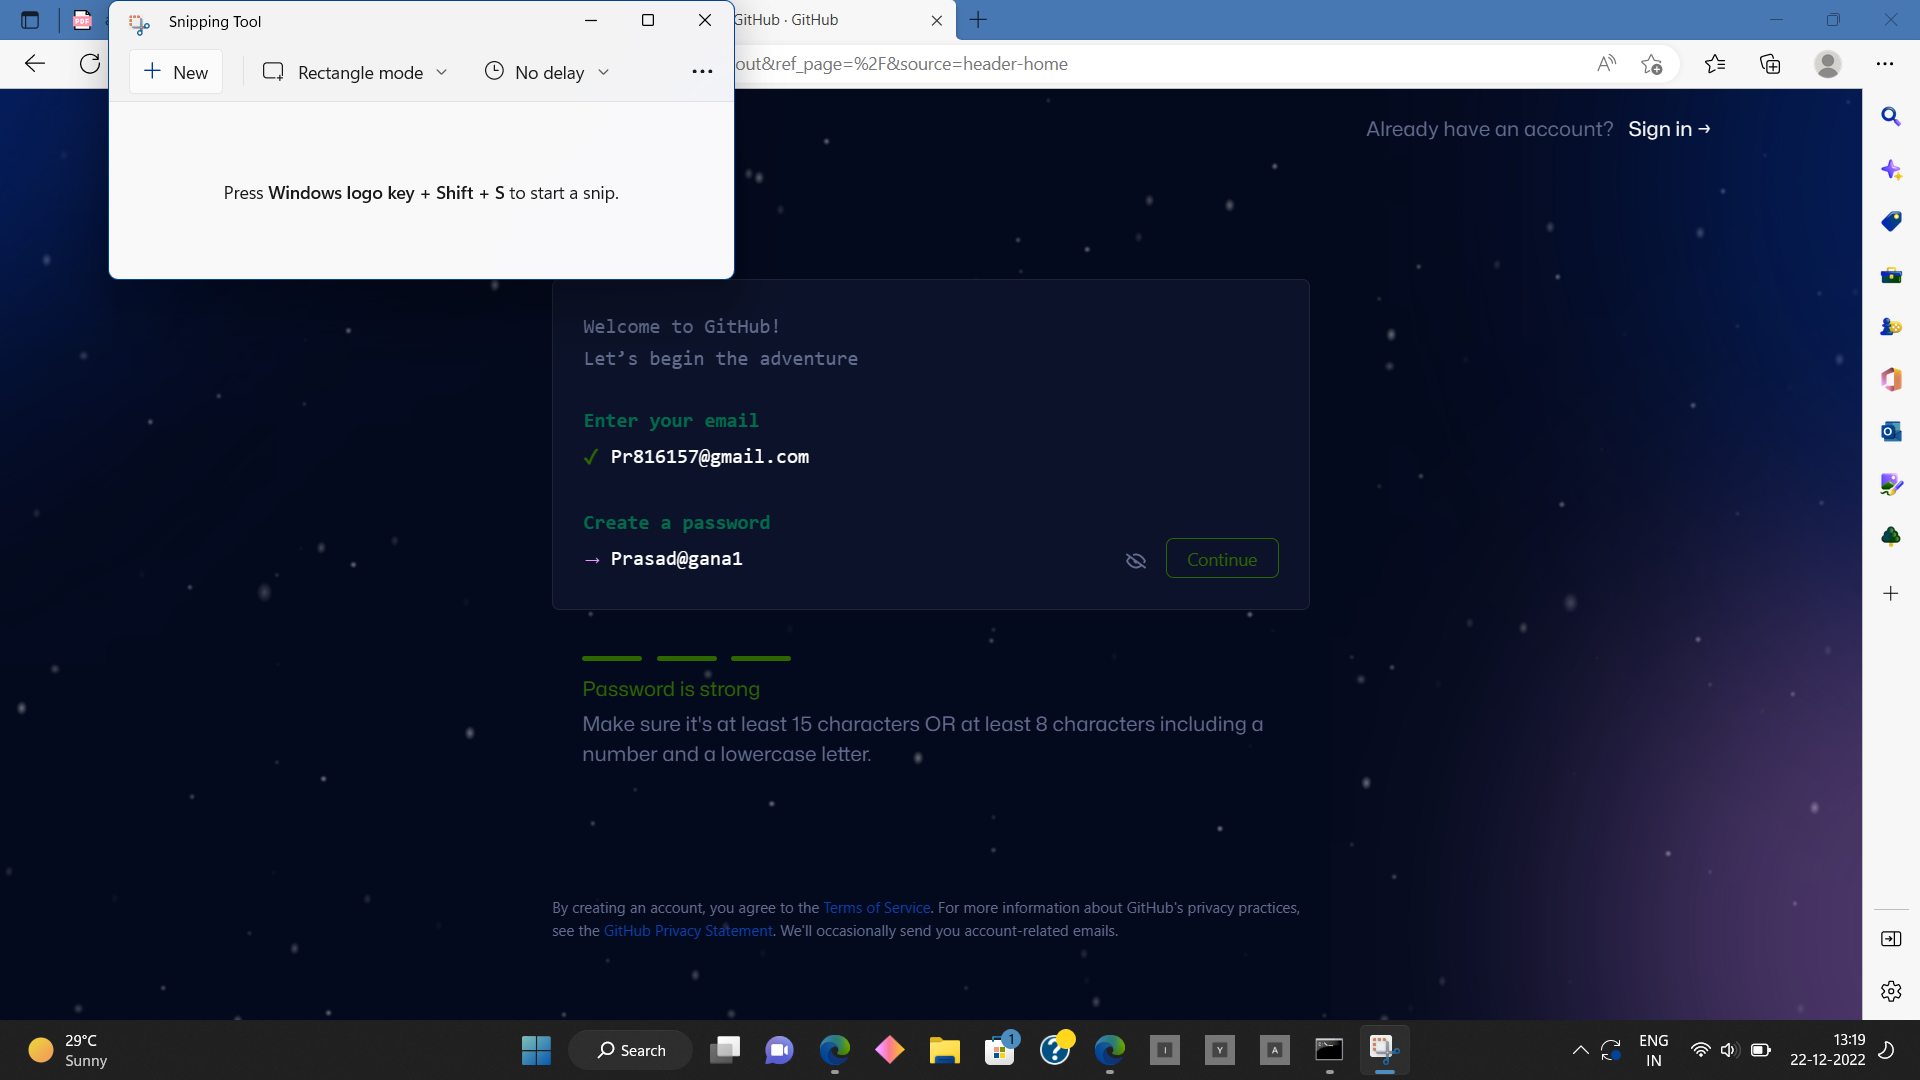 Snipping Tool
GitHub · GitHub
New
Rectangle mode
No delay
out&ref_page=%2F&source=header-home
Already have an account? Sign in →
Press Windows logo key + Shift + S to start a snip.
Welcome to GitHub!
Let’s begin the adventure
Enter your email
✓ Pr816157@gmail.com
Create a password
→ Prasad@gana1
Continue
Password is strong
Make sure it's at least 15 characters OR at least 8 characters including a
number and a lowercase letter.
By creating an account, you agree to the Terms of Service. For more information about GitHub's privacy practices,
see the GitHub Privacy Statement. We'll occasionally send you account-related emails.
29°C
Sunny
Search
1
I
Y
A
ENG
IN
13:19
22-12-2022